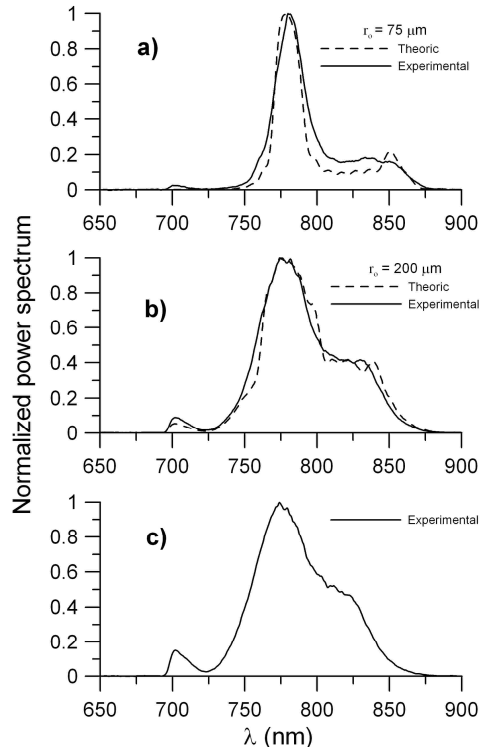 a)
r₀ = 75 μm
Theoric
Experimental
1
0.8
0.6
0.4
0.2
0
650 700 750 800 850 900
Normalized power spectrum
b)
r₀ = 200 μm
Theoric
Experimental
1
0.8
0.6
0.4
0.2
0
650 700 750 800 850 900
c)
Experimental
1
0.8
0.6
0.4
0.2
0
650 700 750 800 850 900
λ (nm)